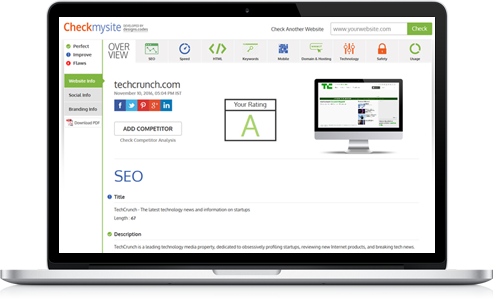 Checkmysite DEVELOPED BY
designs.codes
Check Another Website www.yourwebsite.com Check
Perfect
Improve
Flaws
OVER
VIEW
SEO
Speed
HTML
Keywords
Mobile
Domain & Hosting
Technology
Safety
Usage
Website Info
Social Info
Branding Info
Download PDF
techcrunch.com
November 10, 2016, 05:04 PM IST
ADD COMPETITOR
Check Competitor Analysis
Your Rating
A
SEO
Title
TechCrunch - The latest technology news and information on startups
Length : 67
Description
TechCrunch is a leading technology media property, dedicated to obsessively profiling startups, reviewing new Internet products, and breaking tech news.